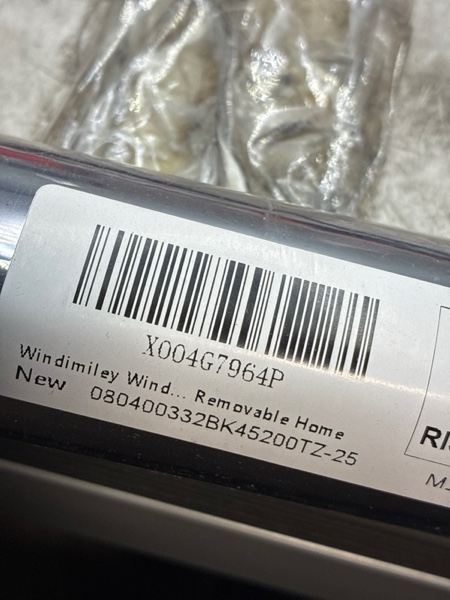 X004G7964P
Windimiley Wind... Removable Home
New 080400332BK45200TZ-25